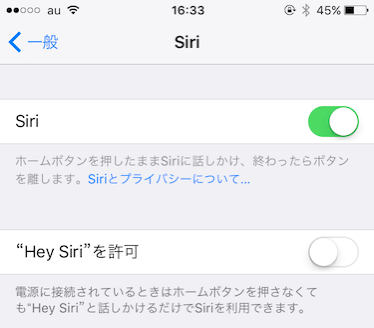 au 16:33 45%
一般 Siri
Siri
ホームボタンを押したままSiriに話しかけ、終わったらボタン
を離します。Siriとプライバシーについて...
“Hey Siri”を許可
電源に接続されているときはホームボタンを押さなくて
も“Hey Siri”と話しかけるだけでSiriを利用できます。